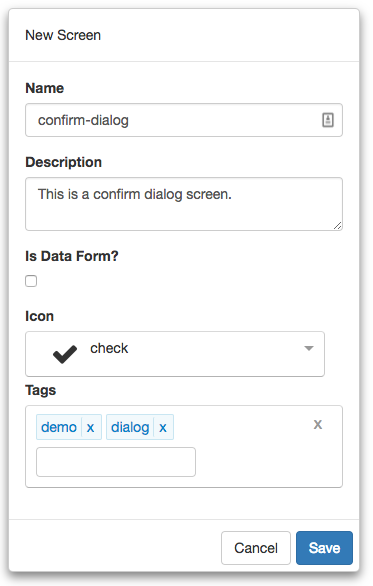 New Screen
Name
confirm-dialog
Description
This is a confirm dialog screen.
Is Data Form?
Icon
check
Tags
demo x dialog x x
Cancel Save